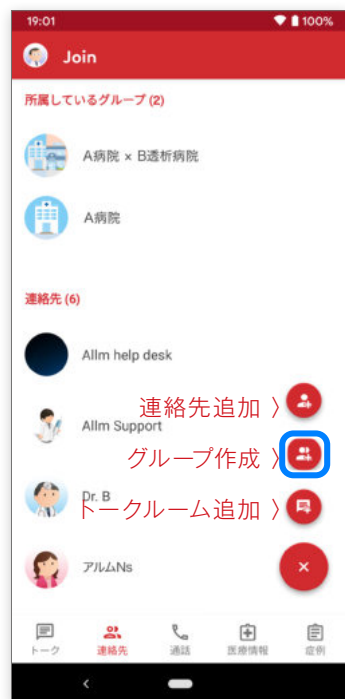 19:01 100%
Join
所属しているグループ (2)
A病院 × B透析病院
A病院
連絡先 (6)
Allm help desk
連絡先追加 〉
Allm Support
グループ作成 〉
Dr. B
トークルーム追加 〉
アルムNs
トーク 連絡先 通話 医療情報 症例